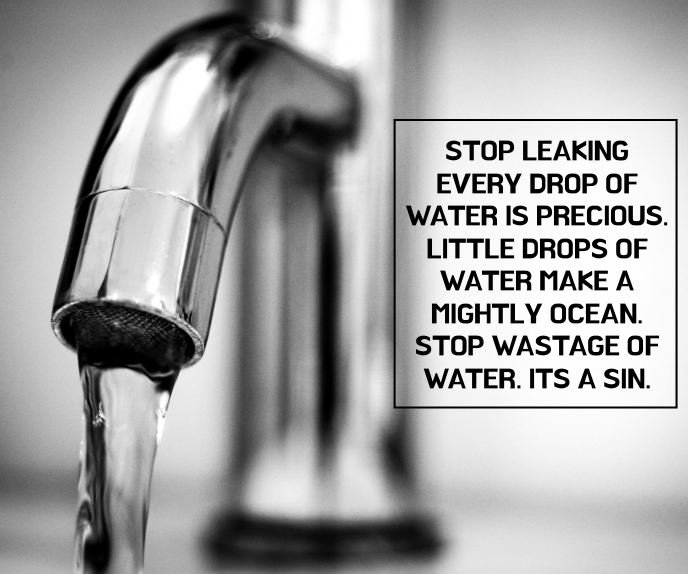 STOP LEAKING
EVERY DROP OF
WATER IS PRECIOUS.
LITTLE DROPS OF
WATER MAKE A
MIGHTLY OCEAN.
STOP WASTAGE OF
WATER. ITS A SIN.